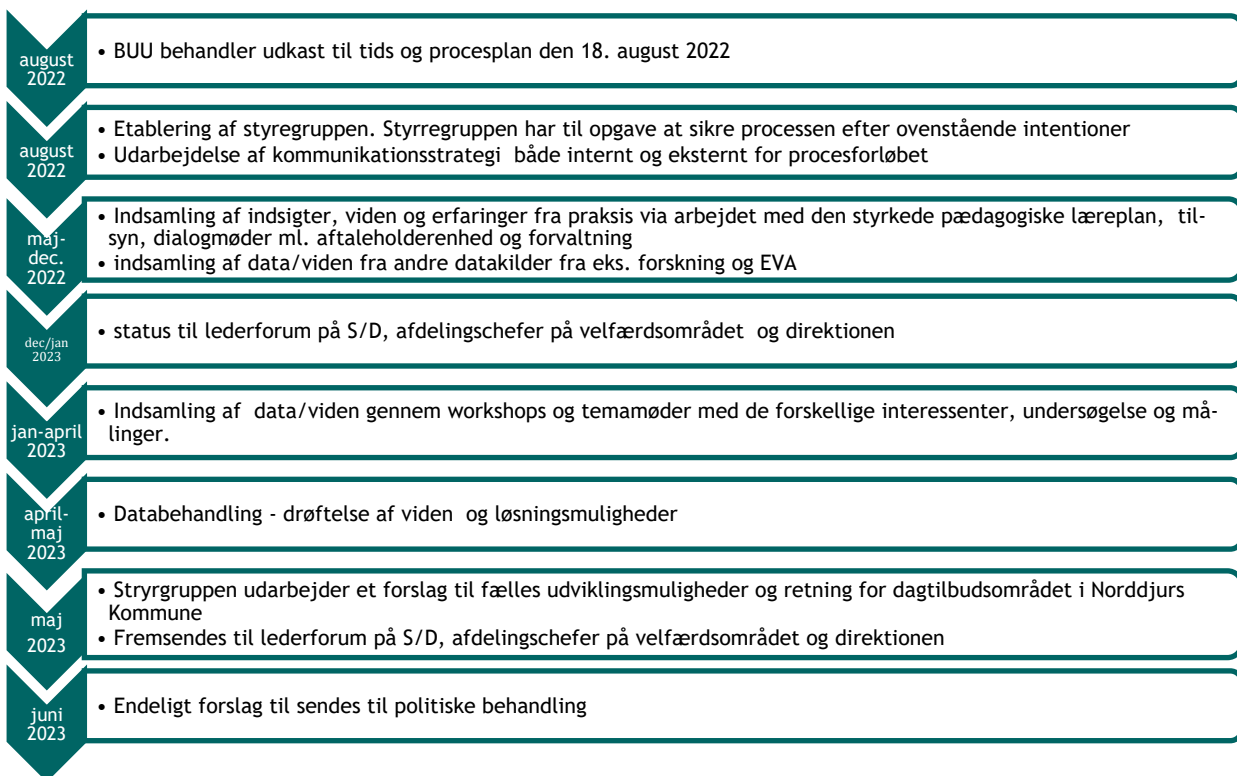 august
2022
• BUU behandler udkast til tids og procesplan den 18. august 2022
august
2022
• Etablering af styregruppen. Styrregruppen har til opgave at sikre processen efter ovenstående intentioner
• Udarbejdelse af kommunikationsstrategi både internt og eksternt for procesforløbet
maj-
dec.
2022
• Indsamling af indsigter, viden og erfaringer fra praksis via arbejdet med den styrkede pædagogiske læreplan, til-
syn, dialogmøder ml. aftaleholderenhed og forvaltning
• indsamling af data/viden fra andre datakilder fra eks. forskning og EVA
dec/jan
2023
• status til lederforum på S/D, afdelingschefer på velfærdsområdet og direktionen
jan-april
2023
• Indsamling af data/viden gennem workshops og temamøder med de forskellige interessenter, undersøgelse og må-
linger.
april-
maj
2023
• Databehandling - drøftelse af viden og løsningsmuligheder
maj
2023
• Stryrgruppen udarbejder et forslag til fælles udviklingsmuligheder og retning for dagtilbudsområdet i Norddjurs
Kommune
• Fremsendes til lederforum på S/D, afdelingschefer på velfærdsområdet og direktionen
juni
2023
• Endeligt forslag til sendes til politiske behandling